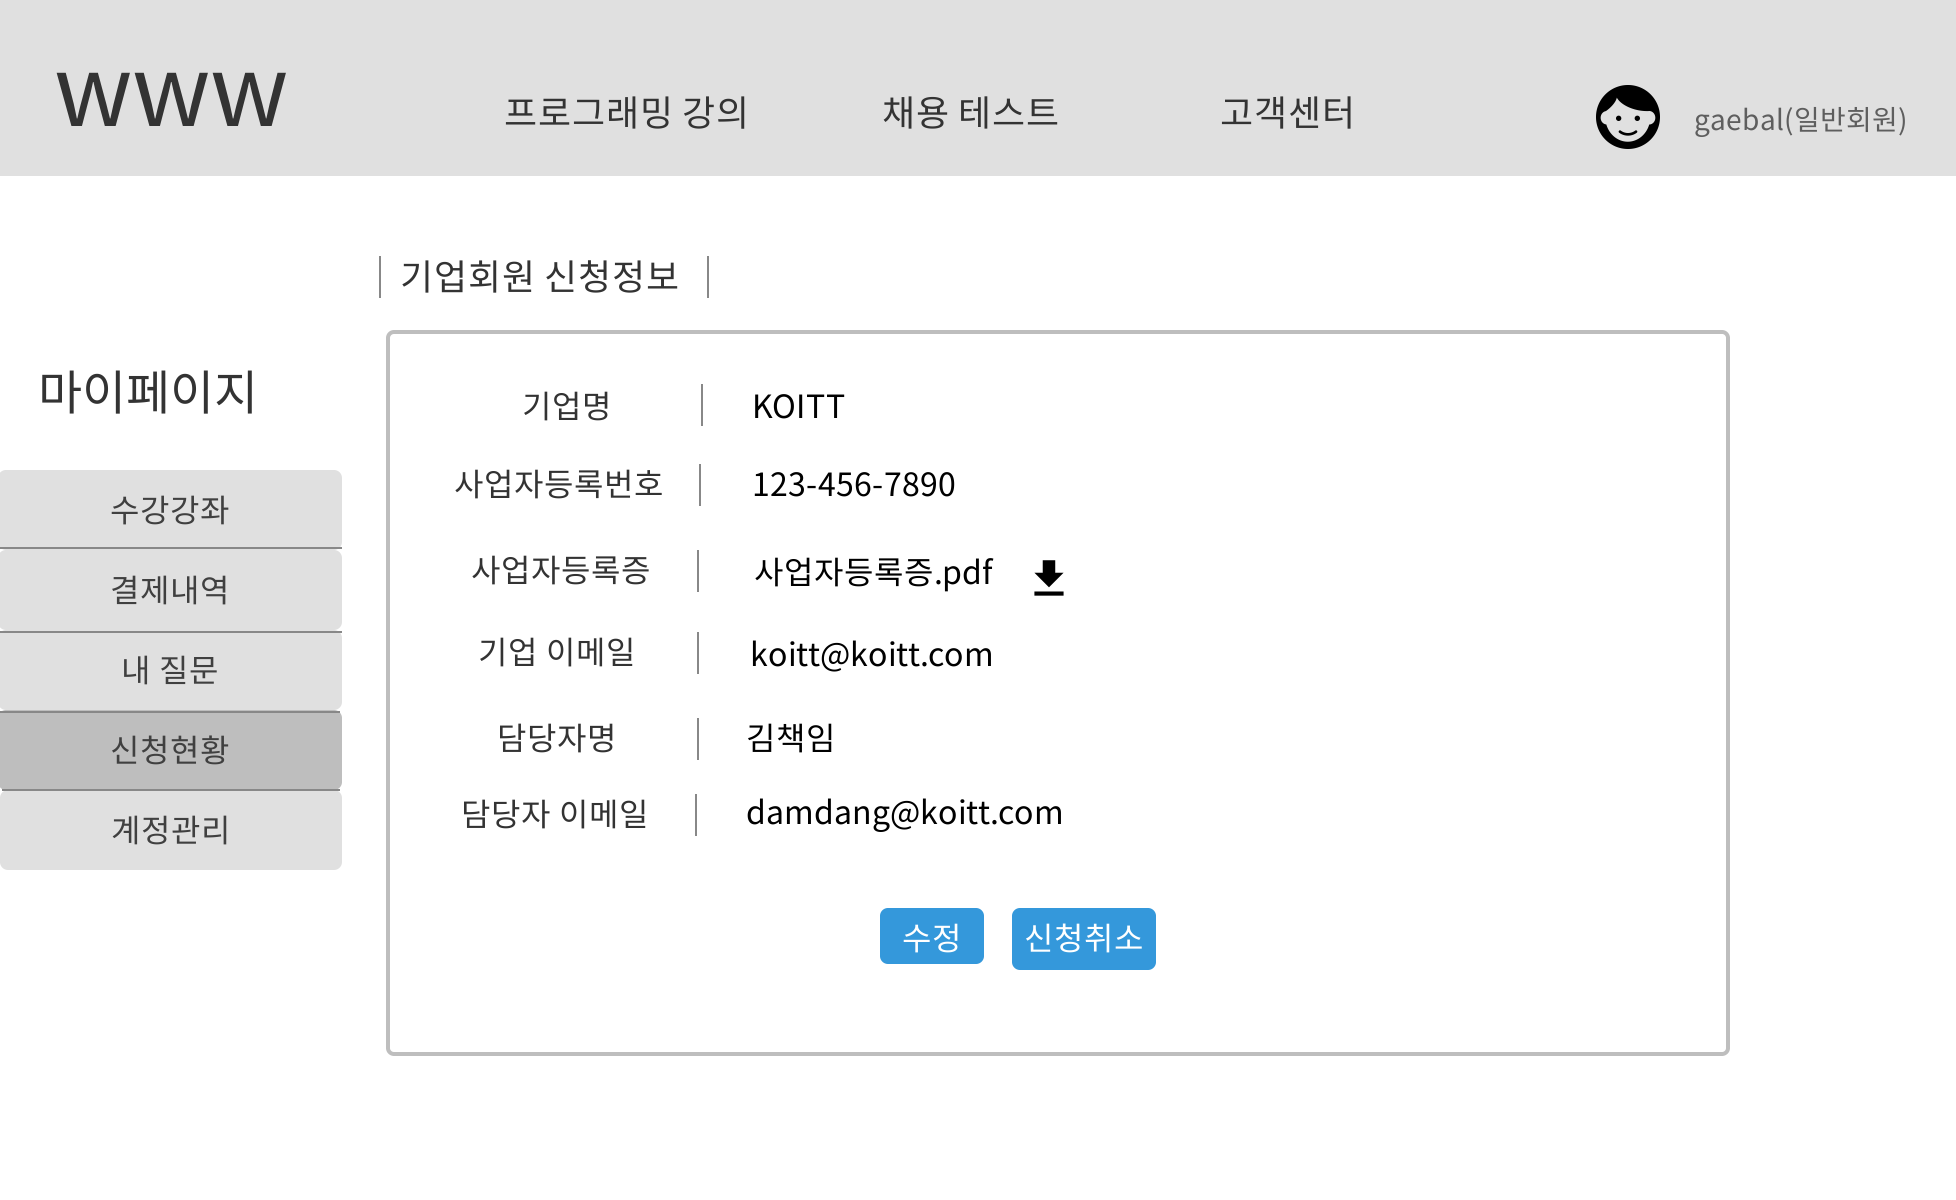 WWW
프로그래밍 강의
채용 테스트
고객센터
gaebal(일반회원)
기업회원 신청정보
마이페이지
수강강좌
결제내역
내 질문
신청현황
계정관리
기업명 KOITT
사업자등록번호 123-456-7890
사업자등록증 사업자등록증.pdf
기업 이메일 koitt@koitt.com
담당자명 김책임
담당자 이메일 damdang@koitt.com
수정 신청취소